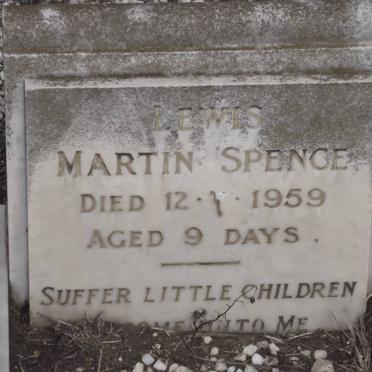 LEWIS
MARTIN SPENCE
DIED 12 · · 1959
AGED 9 DAYS.
SUFFER LITTLE CHILDREN
TO ME